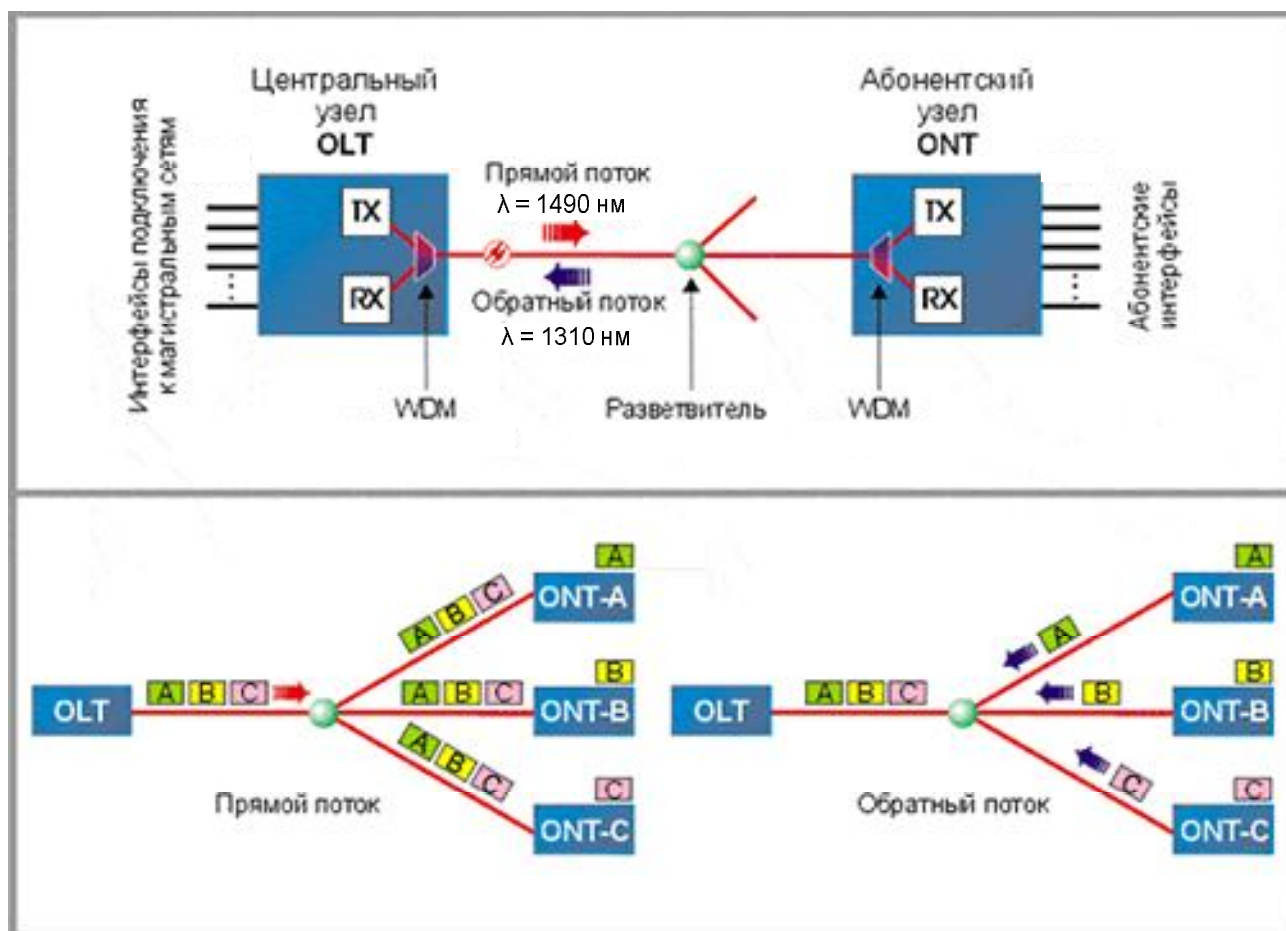 Центральный
узел
OLT
Абонентский
узел
ONT
Интерфейсы подключения
к магистральным сетям
TX
RX
Прямой поток
λ = 1490 нм
Обратный поток
λ = 1310 нм
TX
RX
Абонентские
интерфейсы
WDM
Разветвитель
WDM
A
ONT-A
A B C
B
OLT
A B C
A B C
ONT-B
A B C
C
ONT-C
Прямой поток
A
ONT-A
A
B
OLT
A B C
B
ONT-B
C
C
ONT-C
Обратный поток